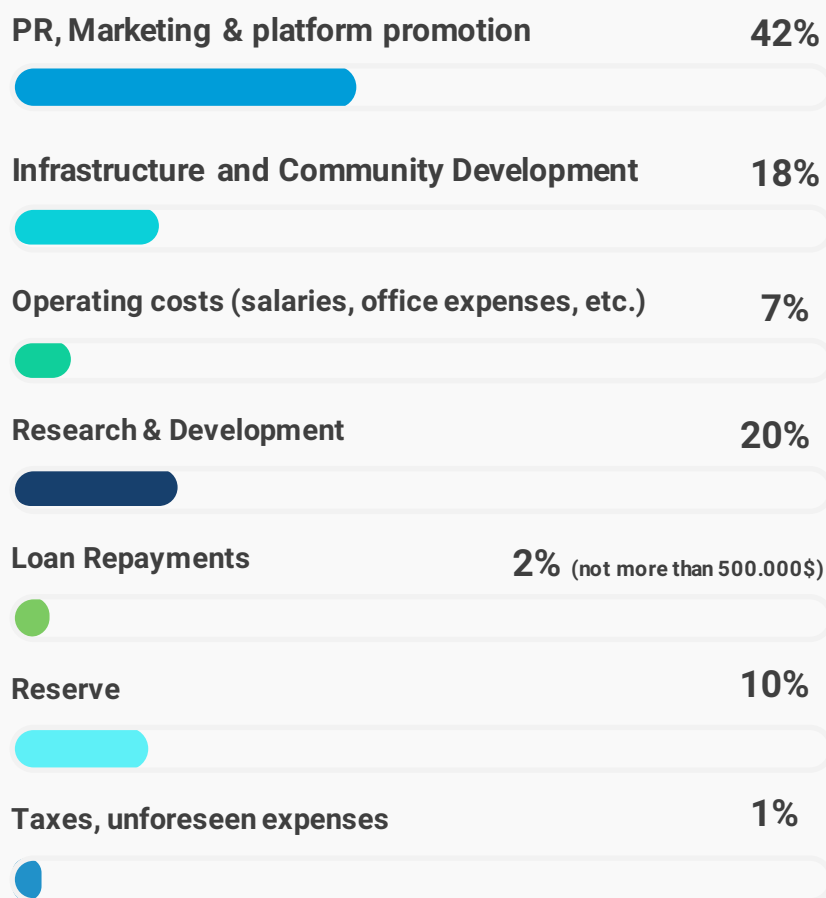 PR, Marketing & platform promotion 42%
Infrastructure and Community Development 18%
Operating costs (salaries, office expenses, etc.) 7%
Research & Development 20%
Loan Repayments 2% (not more than 500.000$)
Reserve 10%
Taxes, unforeseen expenses 1%